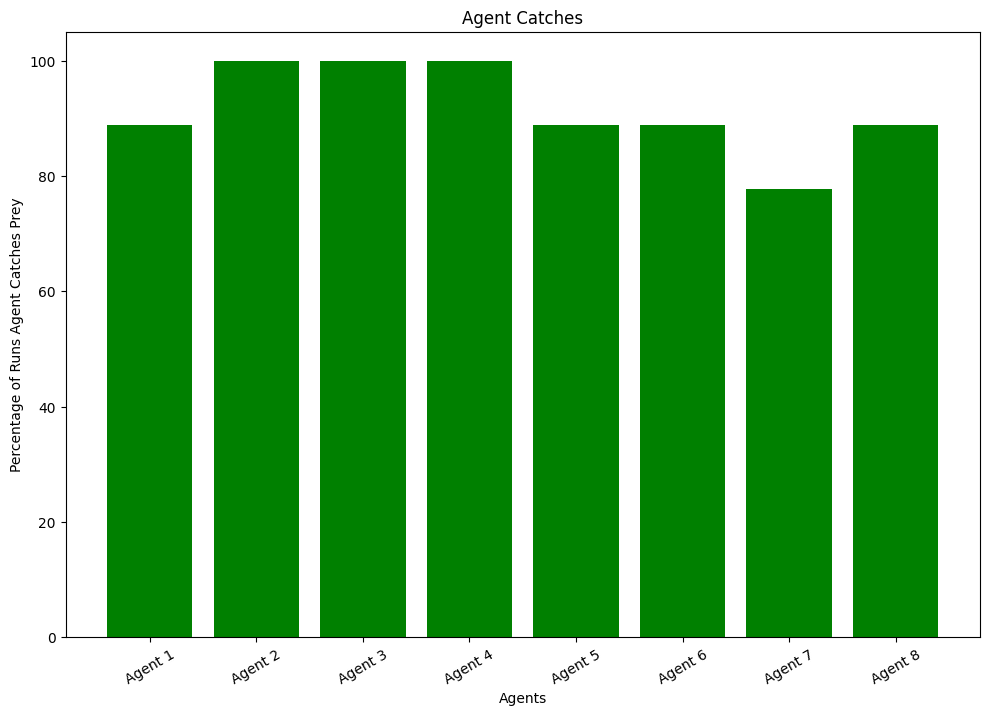 Agent Catches
Percentage of Runs Agent Catches Prey
100
80
60
40
20
0
Agent 1
Agent 2
Agent 3
Agent 4
Agent 5
Agent 6
Agent 7
Agent 8
Agents